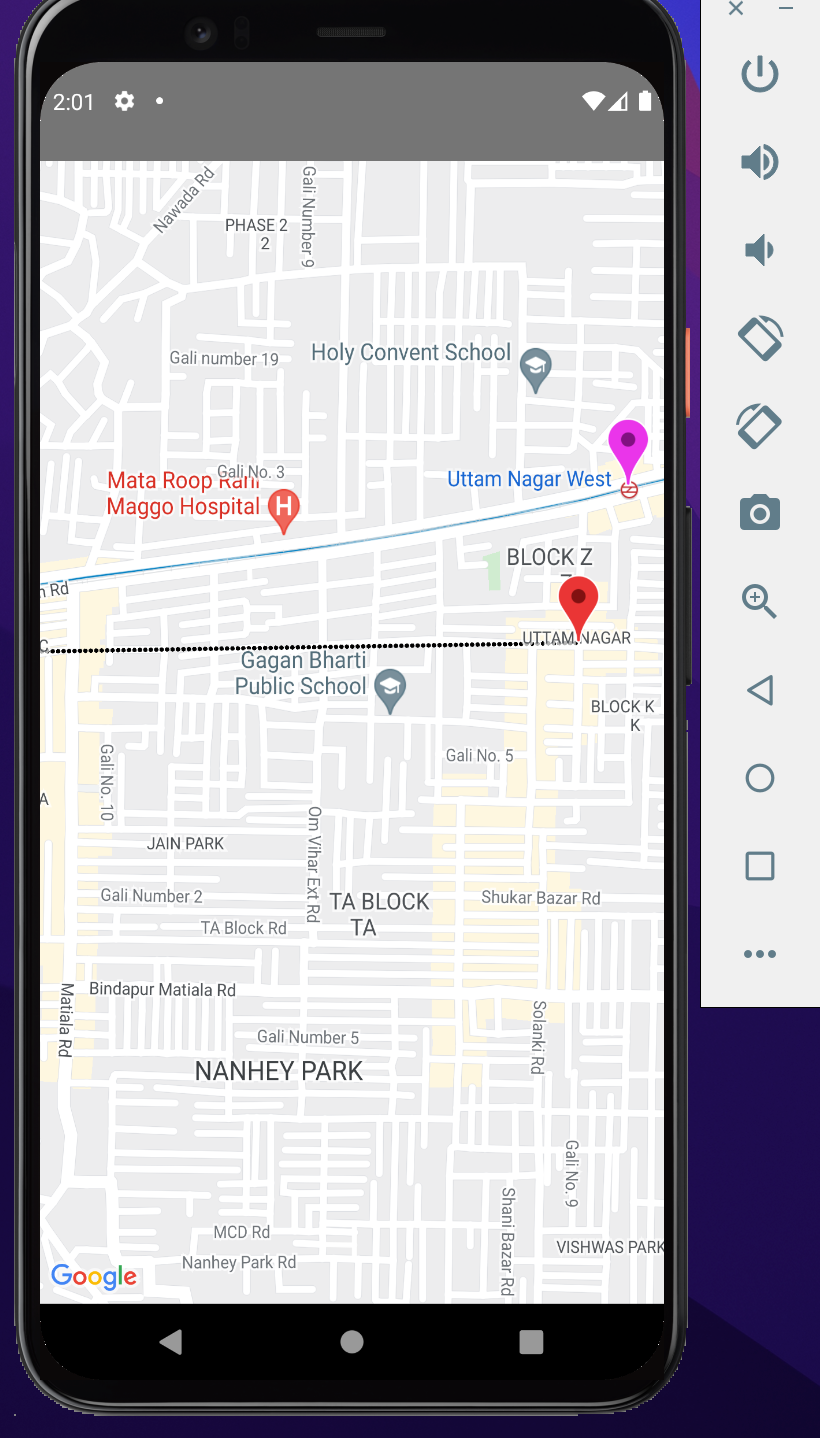 2:01
Nawada Rd
Gali Number 9
PHASE 2
2
Holy Convent School
Gali number 19
Gali No. 3
Mata Roop Rani
Maggo Hospital
Uttam Nagar West
BLOCK Z
Rd
UTTAM NAGAR
Gagan Bharti
Public School
BLOCK K
K
Gali No. 5
Gali No. 10
A
Om Vihar Ext Rd
JAIN PARK
Gali Number 2
TA BLOCK
TA
Shukar Bazar Rd
TA Block Rd
Bindapur Matiala Rd
Matiala Rd
Solanki Rd
Gali Number 5
NANHEY PARK
Gali No. 9
Shani Bazar Rd
MCD Rd
VISHWAS PARK
Nanhey Park Rd
Google